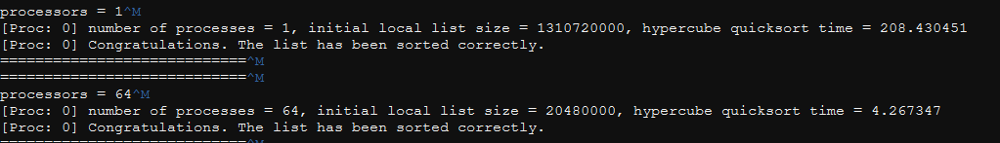 processors = 1^M
[Proc: 0] number of processes = 1, initial local list size = 1310720000, hypercube quicksort time = 208.430451
[Proc: 0] Congratulations. The list has been sorted correctly.
============================^M
============================^M
processors = 64^M
[Proc: 0] number of processes = 64, initial local list size = 20480000, hypercube quicksort time = 4.267347
[Proc: 0] Congratulations. The list has been sorted correctly.
============================^M